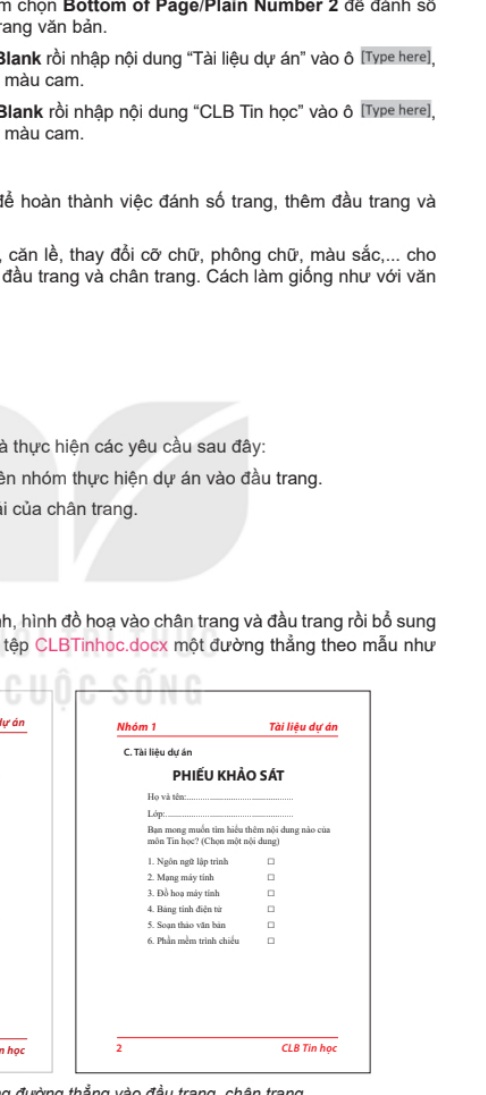 m chọn Bottom of Page/Plain Number 2 để đánh số
rang văn bản.
Blank rồi nhập nội dung “Tài liệu dự án” vào ô [Type here],
màu cam.
Blank rồi nhập nội dung “CLB Tin học” vào ô [Type here],
màu cam.
để hoàn thành việc đánh số trang, thêm đầu trang và
, căn lề, thay đổi cỡ chữ, phông chữ, màu sắc,... cho
đầu trang và chân trang. Cách làm giống như với văn
à thực hiện các yêu cầu sau đây:
ên nhóm thực hiện dự án vào đầu trang.
ái của chân trang.
nh, hình đồ hoạ vào chân trang và đầu trang rồi bổ sung
tệp CLBTinhoc.docx một đường thẳng theo mẫu như
CUỘC SỐNG
dự án
Nhóm 1 Tài liệu dự án
C. Tài liệu dự án
PHIẾU KHẢO SÁT
Họ và tên:
Lớp:
Bạn mong muốn tìm hiểu thêm nội dung nào của
môn Tin học? (Chọn một nội dung)
1. Ngôn ngữ lập trình ☐
2. Mạng máy tính ☐
3. Đồ hoạ máy tính ☐
4. Bảng tính điện tử ☐
5. Soạn thảo văn bản ☐
6. Phần mềm trình chiếu ☐
n học
2 CLB Tin học
đường thẳng vào đầu trang, chân trang